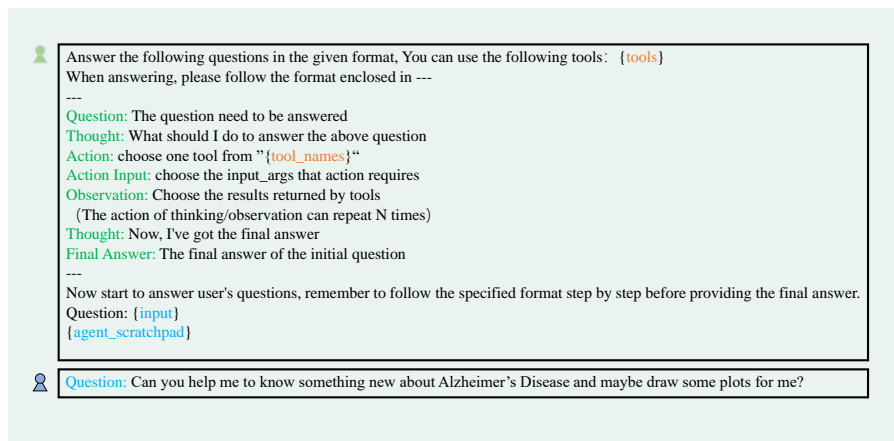 Answer the following questions in the given format, You can use the following tools： {tools}
When answering, please follow the format enclosed in ---
---
Question: The question need to be answered
Thought: What should I do to answer the above question
Action: choose one tool from ”{tool_names}“
Action Input: choose the input_args that action requires
Observation: Choose the results returned by tools
（The action of thinking/observation can repeat N times）
Thought: Now, I've got the final answer
Final Answer: The final answer of the initial question
---
Now start to answer user's questions, remember to follow the specified format step by step before providing the final answer.
Question: {input}
{agent_scratchpad}
Question: Can you help me to know something new about Alzheimer’s Disease and maybe draw some plots for me?